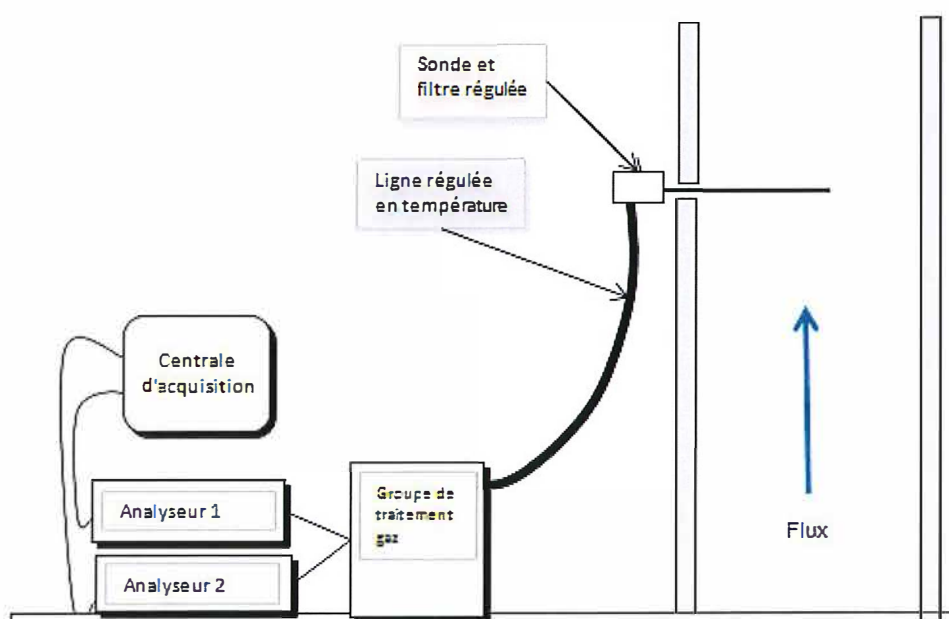 Sonde et
filtre régulée
Ligne régulée
en température
Centrale
d'acquisition
Analyseur 1
Analyseur 2
Groupe de
traitement
gaz
Flux